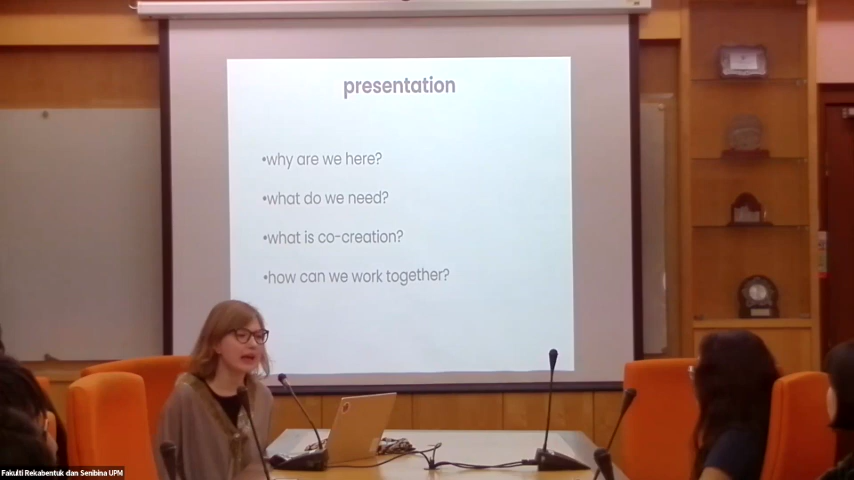 presentation
•why are we here?
•what do we need?
•what is co-creation?
•how can we work together?
Fakulti Rekabentuk dan Senibina UPM